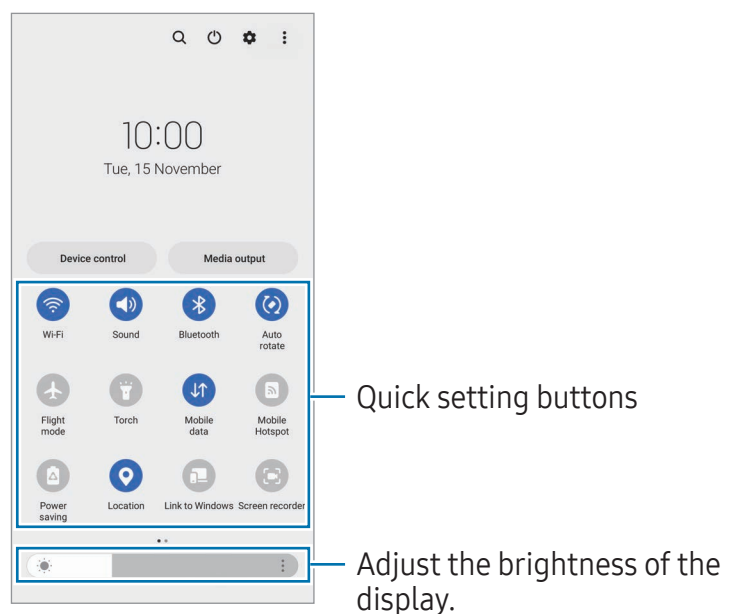 10:00
Tue, 15 November
Device control Media output
Wi-Fi Sound Bluetooth Auto
rotate
Flight Torch Mobile Mobile
mode data Hotspot
Power Location Link to Windows Screen recorder
saving
Quick setting buttons
Adjust the brightness of the
display.